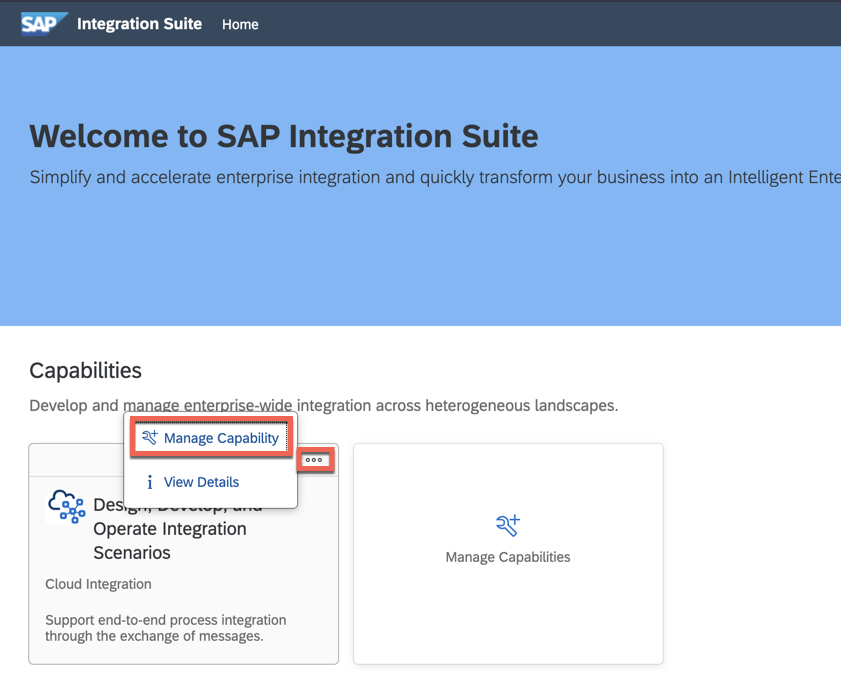 SAP Integration Suite Home
Welcome to SAP Integration Suite
Simplify and accelerate enterprise integration and quickly transform your business into an Intelligent Ente
Capabilities
Develop and manage enterprise-wide integration across heterogeneous landscapes.
Manage Capability
View Details
Design, Develop, and
Operate Integration
Scenarios
Cloud Integration
Support end-to-end process integration
through the exchange of messages.
Manage Capabilities